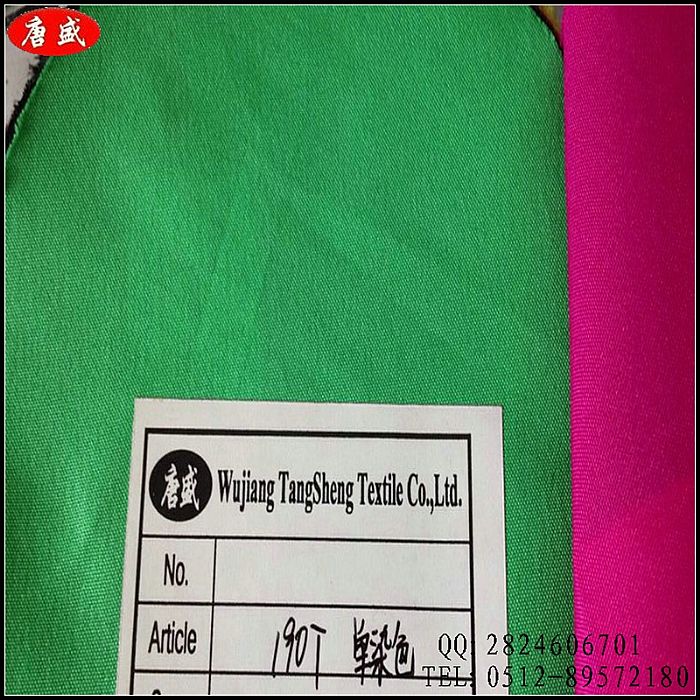 唐盛
唐盛 Wujiang TangSheng Textile Co.,Ltd.
No.
Article 190T 单染色
QQ: 2824606701
TEL: 0512-89572180